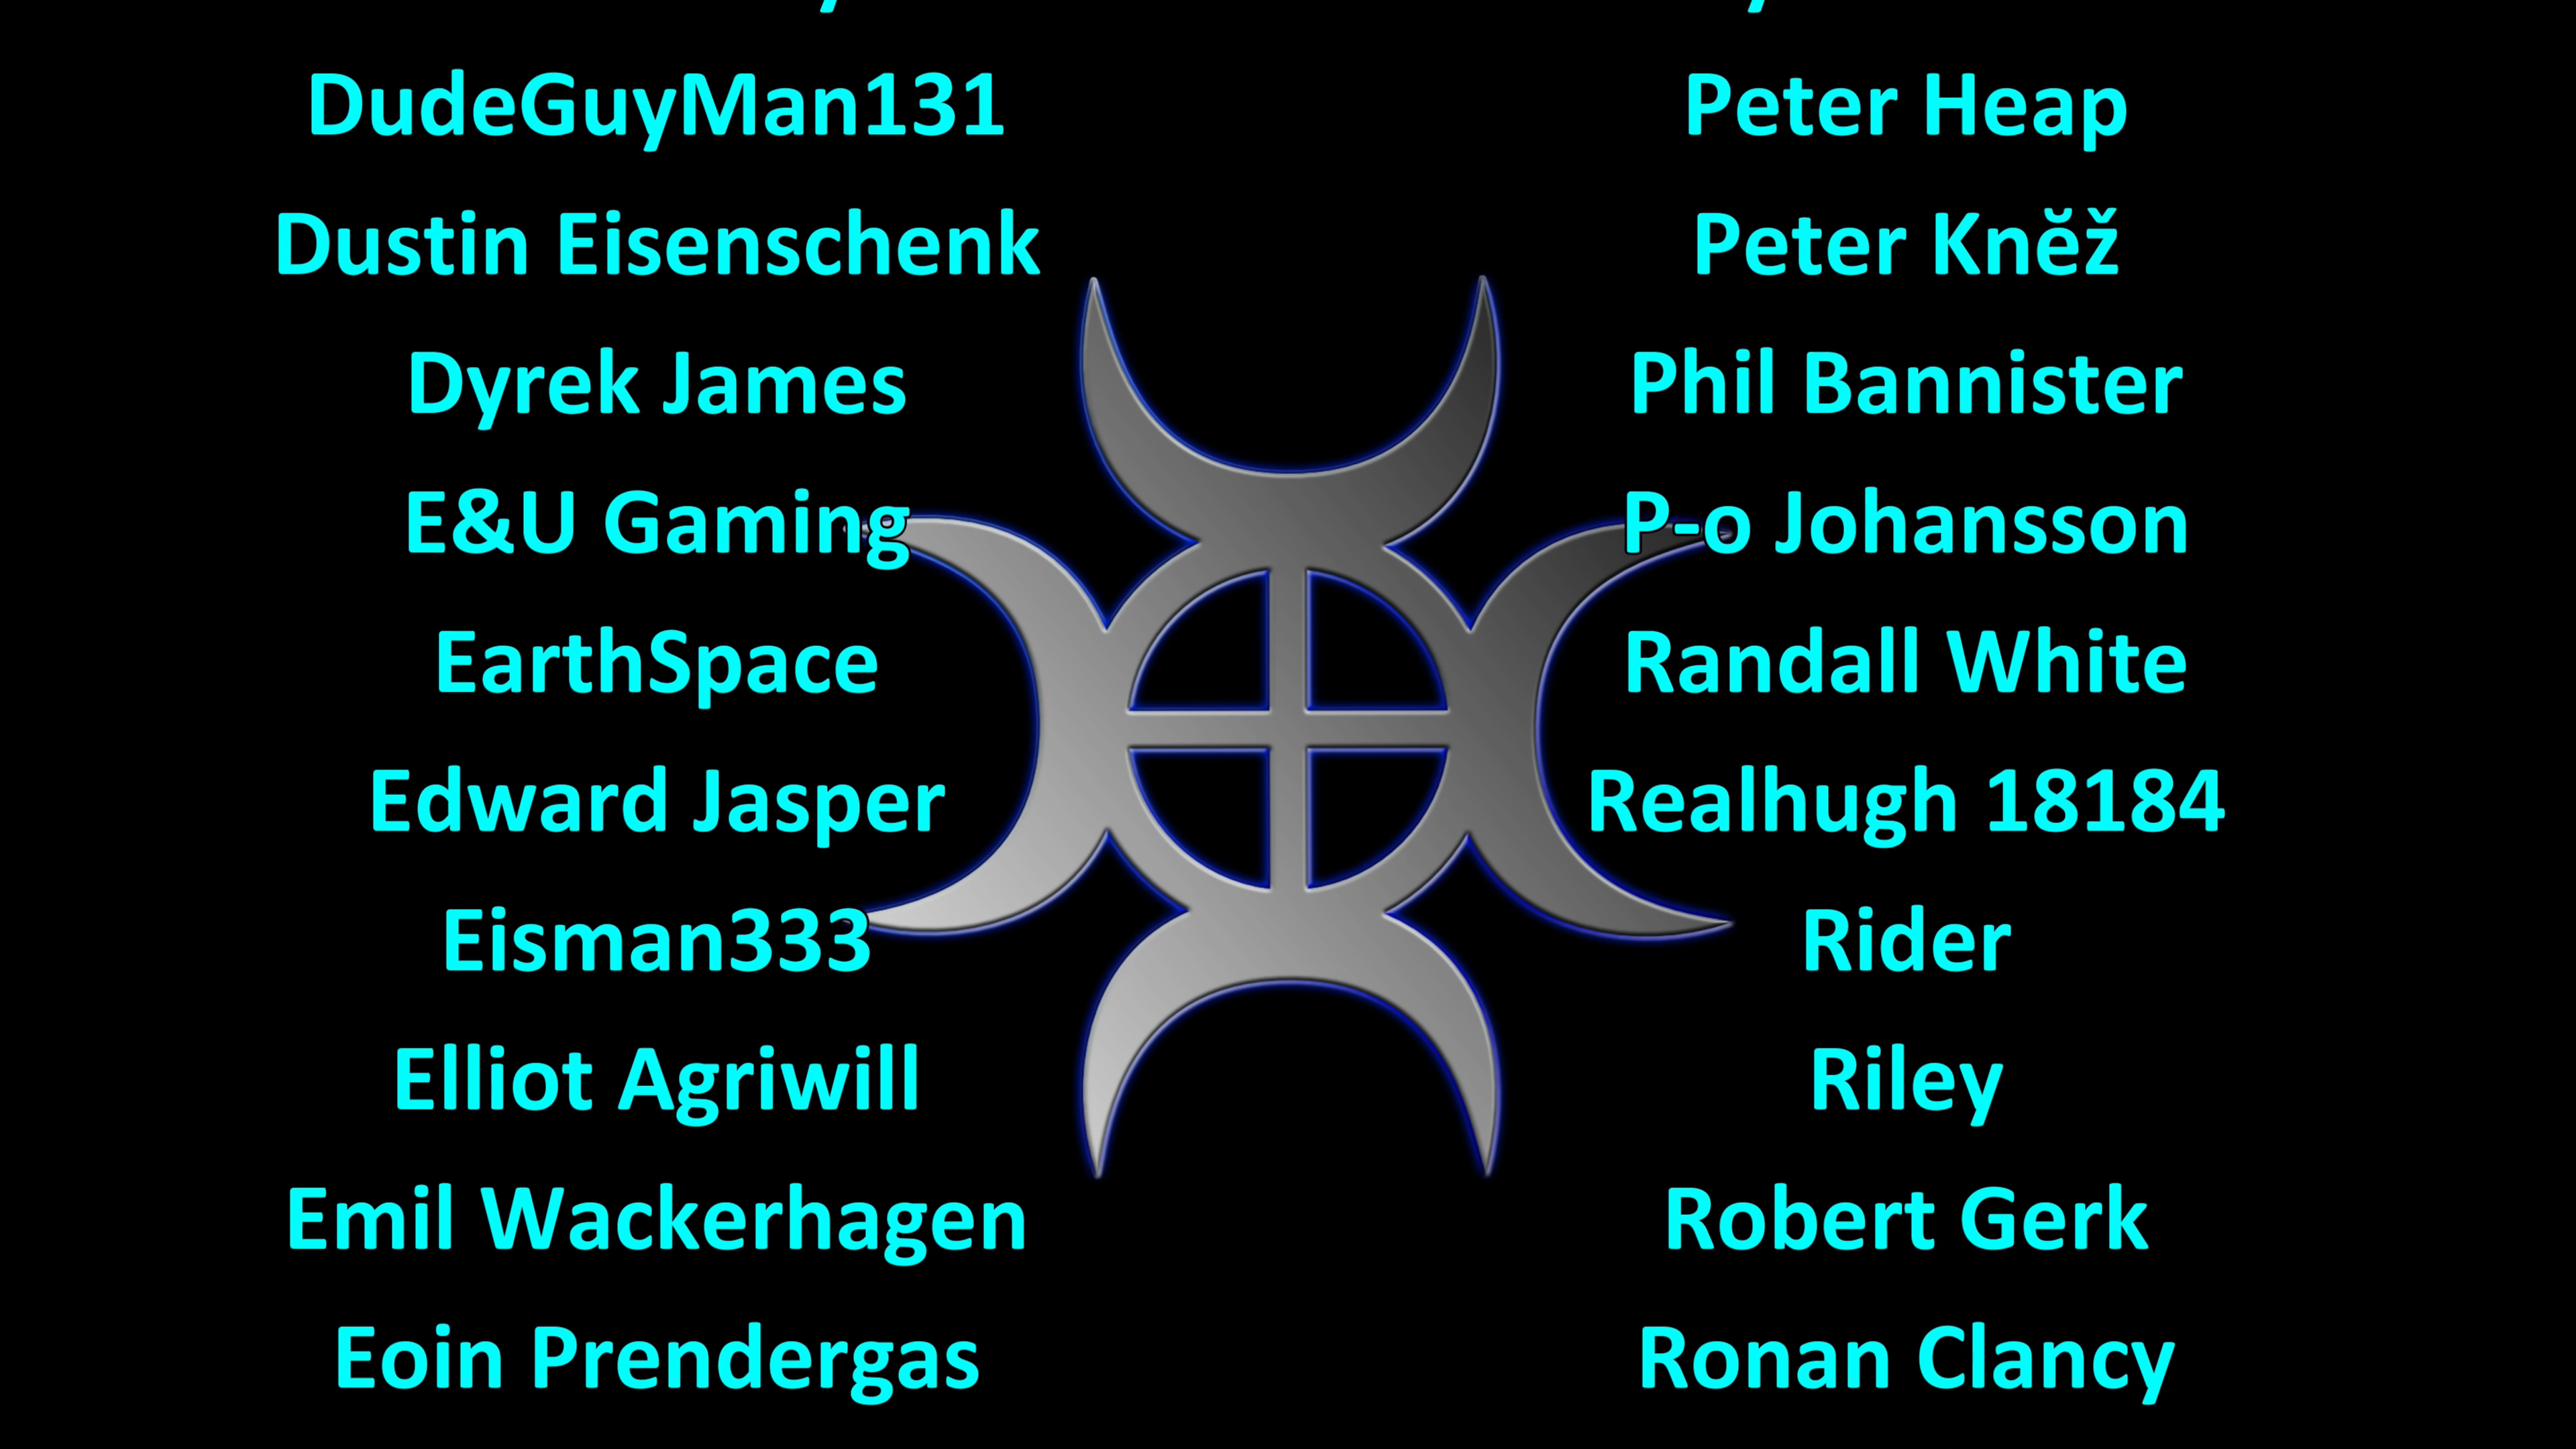 DudeGuyMan131
Dustin Eisenschenk
Dyrek James
E&U Gaming
EarthSpace
Edward Jasper
Eisman333
Elliot Agriwill
Emil Wackerhagen
Eoin Prendergas
Peter Heap
Peter Knĕž
Phil Bannister
P-o Johansson
Randall White
Realhugh 18184
Rider
Riley
Robert Gerk
Ronan Clancy